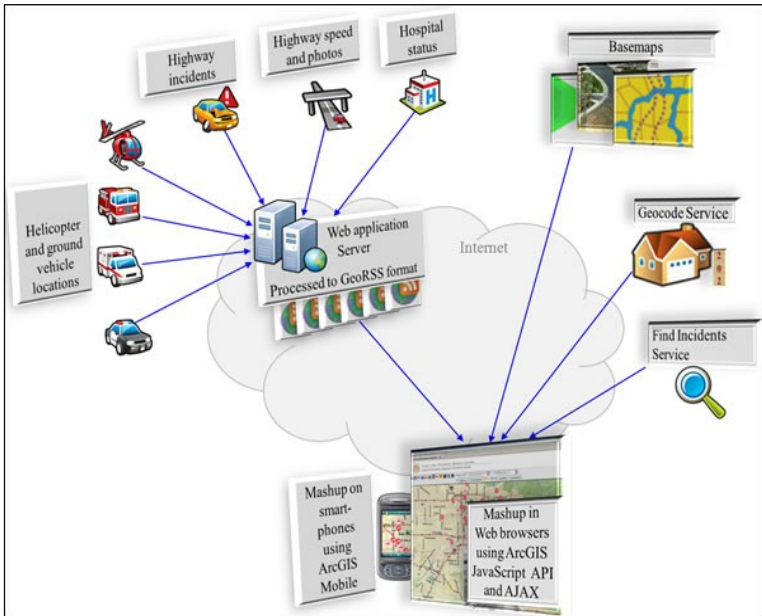 Highway
incidents
Highway speed
and photos
Hospital
status
Basemaps
H
Helicopter
and ground
vehicle
locations
Web application
Server
Processed to GeoRSS format
Internet
Geocode Service
Find Incidents
Service
Mashup on
smart-
phones
using
ArcGIS
Mobile
Mashup in
Web browsers
using ArcGIS
JavaScript API
and AJAX